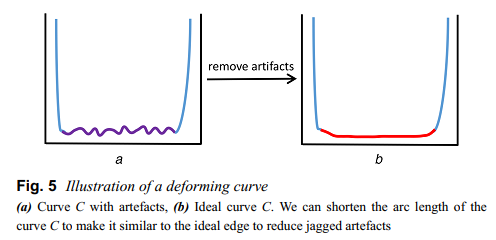 remove artifacts
a
b
Fig. 5 Illustration of a deforming curve
(a) Curve C with artefacts, (b) Ideal curve C. We can shorten the arc length of the
curve C to make it similar to the ideal edge to reduce jagged artefacts